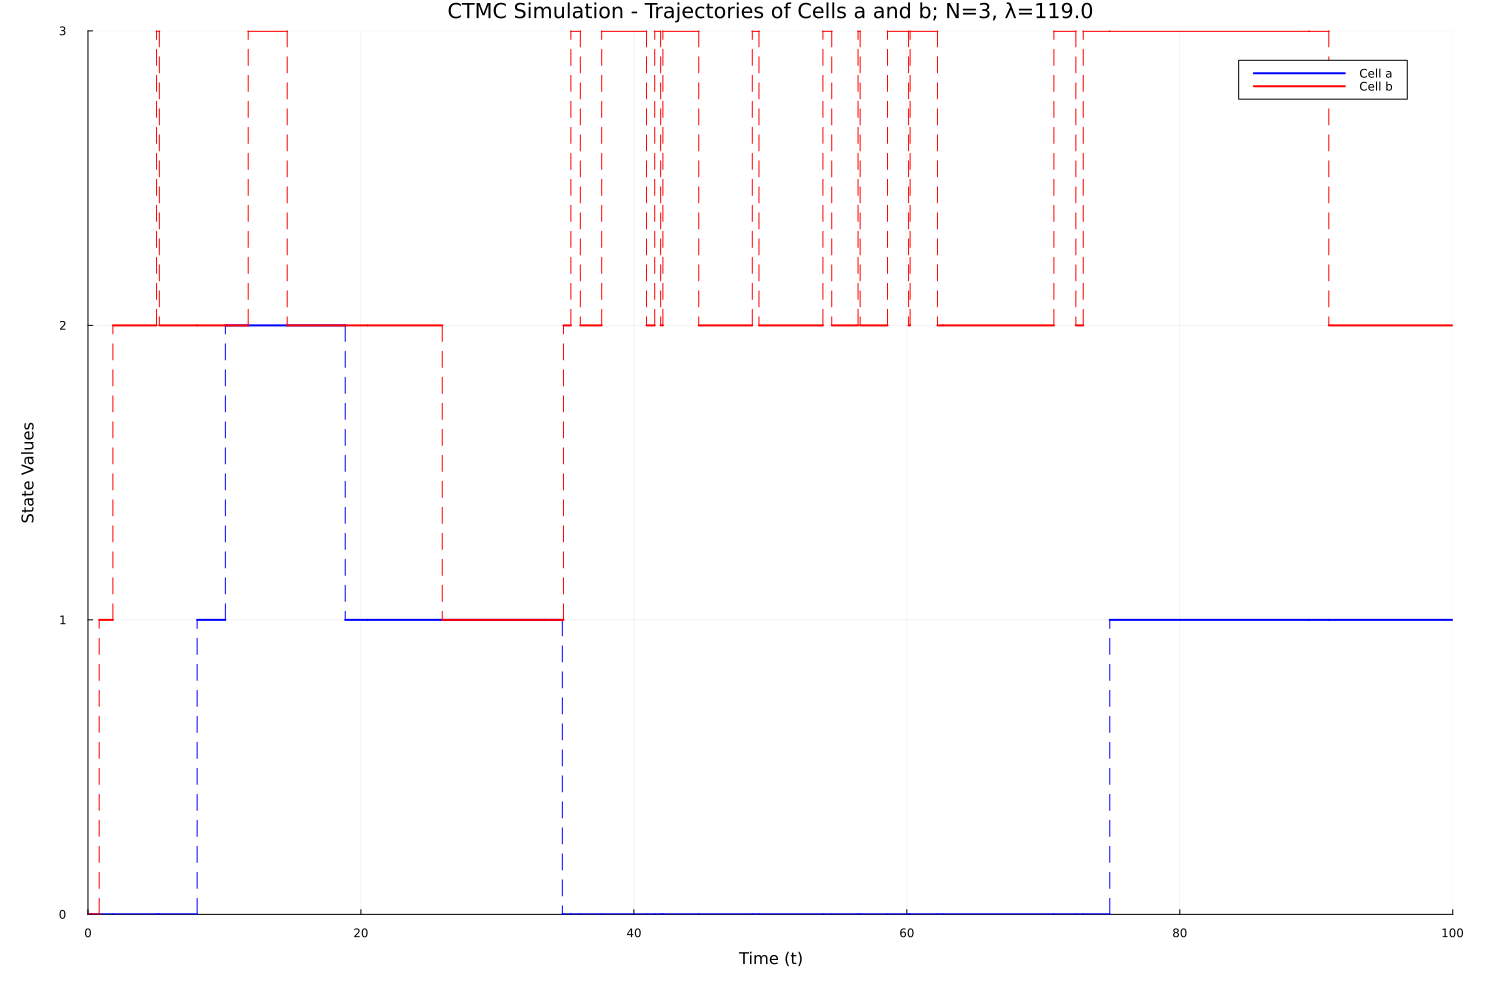 CTMC Simulation - Trajectories of Cells a and b; N=3, λ=119.0
3
Cell a
Cell b
2
State Values
1
0
0 20 40 60 80 100
Time (t)